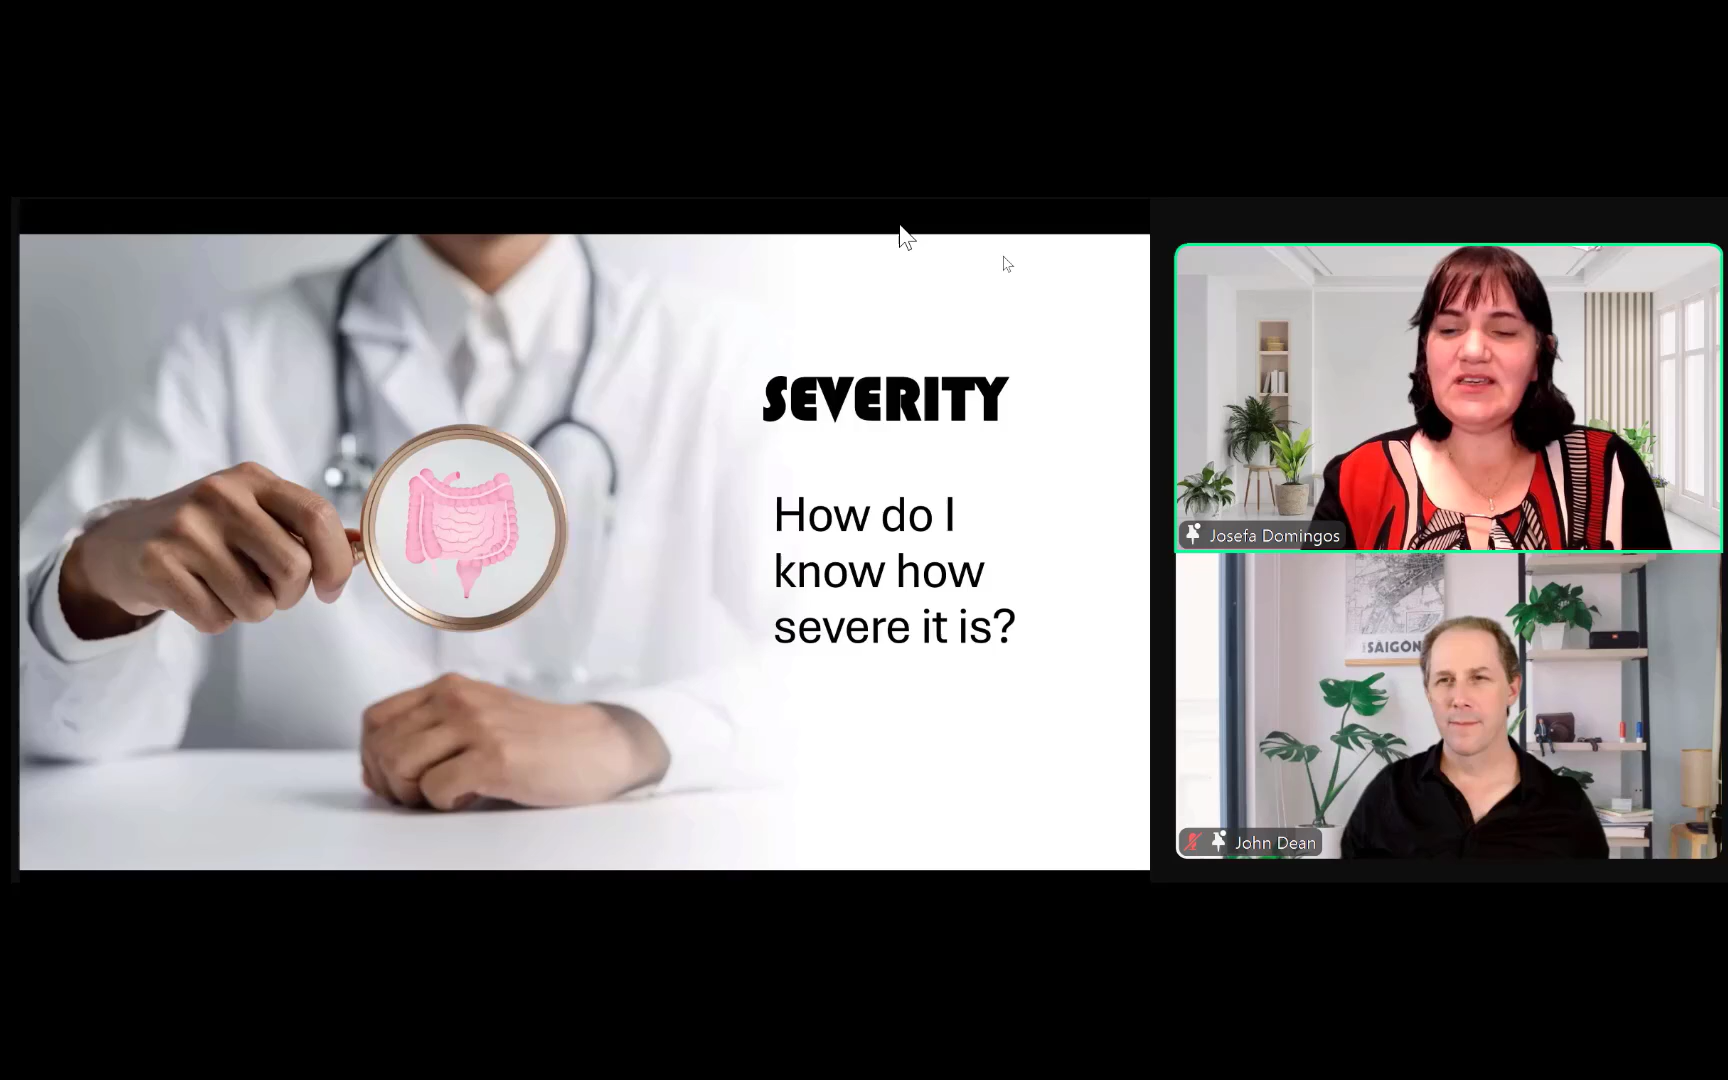 SEVERITY
How do I
know how
severe it is?
Josefa Domingos
SAIGON
John Dean